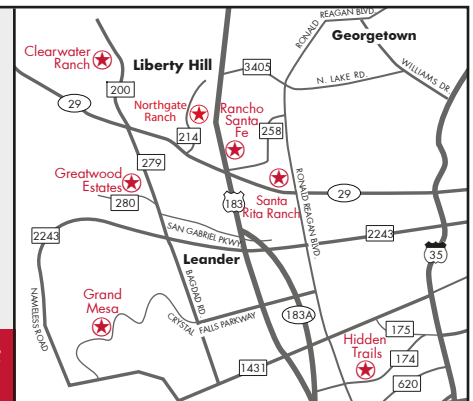 RONALD REAGAN BLVD.
Georgetown
Clearwater
Ranch
Liberty Hill
3405
WILLIAMS DR.
N. LAKE RD.
200
29
Northgate
Ranch
Rancho
Santa
Fe
258
214
279
Greatwood
Estates
280
183
Santa
Rita Ranch
29
RONALD REAGAN BLVD.
2243
SAN GABRIEL PKWY
2243
35
Leander
NAMELESS ROAD
BAGDAD RD.
Grand
Mesa
CRYSTAL FALLS PARKWAY
183A
175
Hidden
Trails
174
1431
620